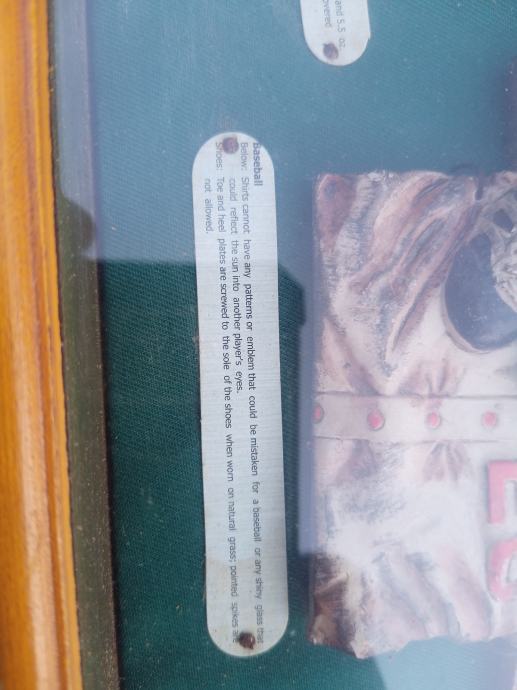 and 5.5 oz.
overed
Baseball
Below: Shirts cannot have any patterns or emblem that could be mistaken for a baseball or any shiny glass that
could reflect the sun into another player's eyes.
Shoes: Toe and heel plates are screwed to the sole of the shoes when worn on natural grass; pointed spikes are
not allowed.